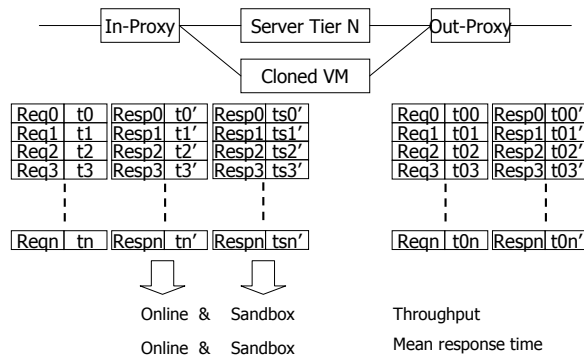 In-Proxy Server Tier N Out-Proxy
Cloned VM
Req0 t0 Resp0 t0′ Resp0 ts0′ Req0 t00 Resp0 t00′
Req1 t1 Resp1 t1′ Resp1 ts1′ Req1 t01 Resp1 t01′
Req2 t2 Resp2 t2′ Resp2 ts2′ Req2 t02 Resp2 t02′
Req3 t3 Resp3 t3′ Resp3 ts3′ Req3 t03 Resp3 t03′
Reqn tn Respn tn′ Respn tsn′ Reqn t0n Respn t0n′
Online & Sandbox Throughput
Online & Sandbox Mean response time